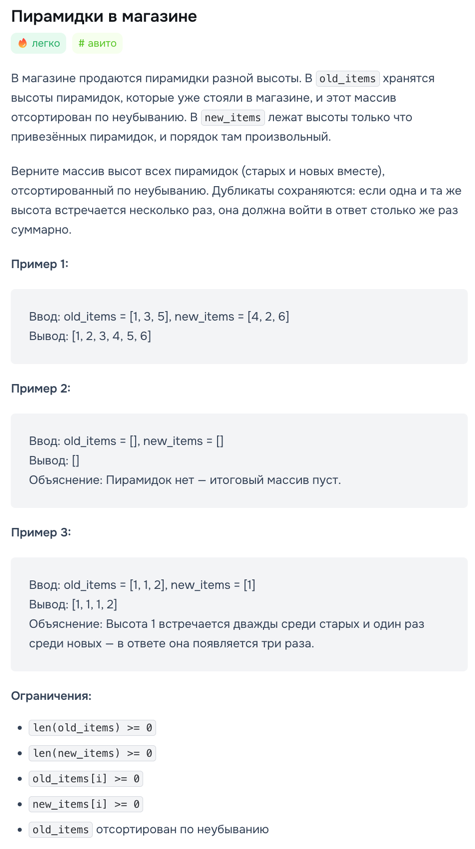 Пирамидки в магазине
🔥 легко # авито
В магазине продаются пирамидки разной высоты. В old_items хранятся
высоты пирамидок, которые уже стояли в магазине, и этот массив
отсортирован по неубыванию. В new_items лежат высоты только что
привезённых пирамидок, и порядок там произвольный.
Верните массив высот всех пирамидок (старых и новых вместе),
отсортированный по неубыванию. Дубликаты сохраняются: если одна и та же
высота встречается несколько раз, она должна войти в ответ столько же раз
суммарно.
Пример 1:
Ввод: old_items = [1, 3, 5], new_items = [4, 2, 6]
Вывод: [1, 2, 3, 4, 5, 6]
Пример 2:
Ввод: old_items = [], new_items = []
Вывод: []
Объяснение: Пирамидок нет — итоговый массив пуст.
Пример 3:
Ввод: old_items = [1, 1, 2], new_items = [1]
Вывод: [1, 1, 1, 2]
Объяснение: Высота 1 встречается дважды среди старых и один раз
среди новых — в ответе она появляется три раза.
Ограничения:
• len(old_items) >= 0
• len(new_items) >= 0
• old_items[i] >= 0
• new_items[i] >= 0
• old_items отсортирован по неубыванию